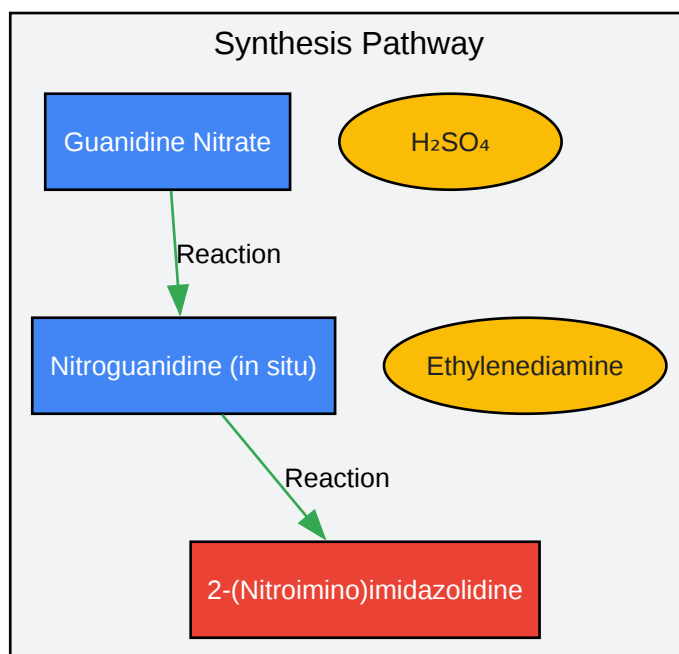 Synthesis Pathway
Guanidine Nitrate
H₂SO₄
Reaction
Nitroguanidine (in situ)
Ethylenediamine
Reaction
2-(Nitroimino)imidazolidine